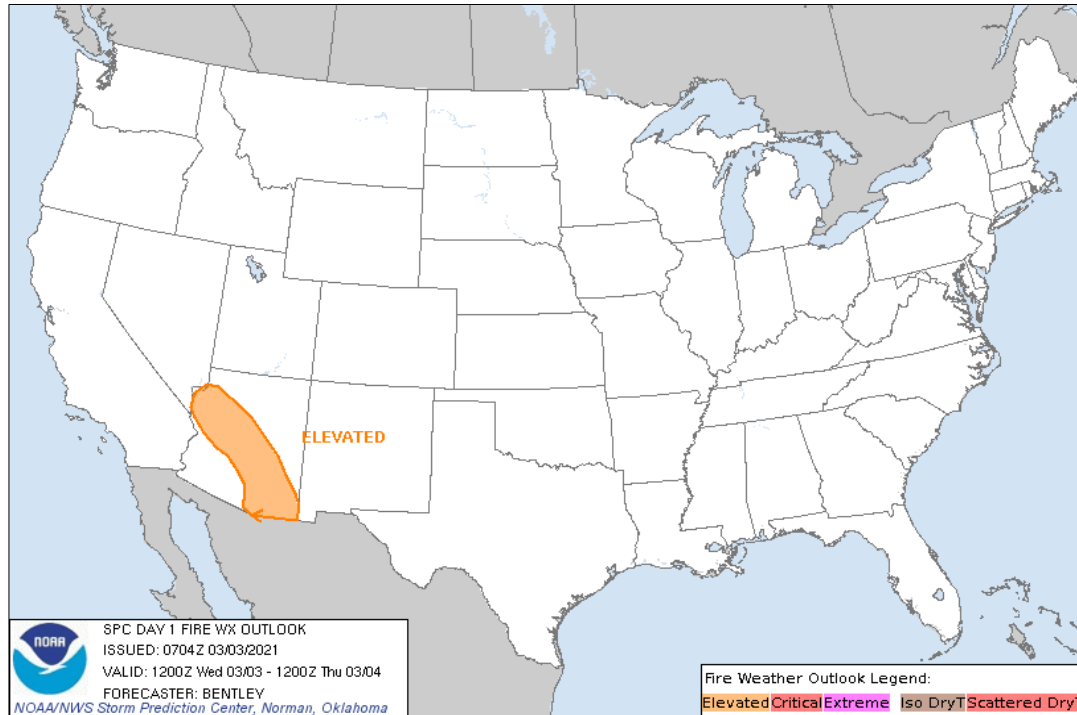 ELEVATED
NOAA
SPC DAY 1 FIRE WX OUTLOOK
ISSUED: 0704Z 03/03/2021
VALID: 1200Z Wed 03/03 - 1200Z Thu 03/04
FORECASTER: BENTLEY
NOAA/NWS Storm Prediction Center, Norman, Oklahoma
Fire Weather Outlook Legend:
Elevated Critical Extreme Iso DryT Scattered DryT